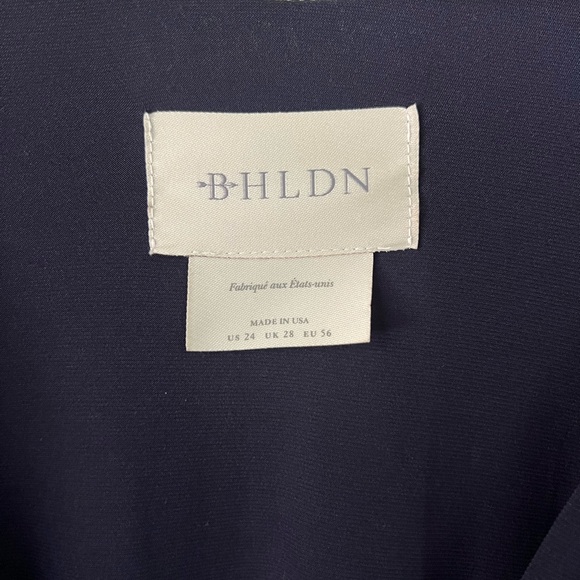 BHLDN
Fabriqué aux États-unis
MADE IN USA
US 24 UK 28 EU 56